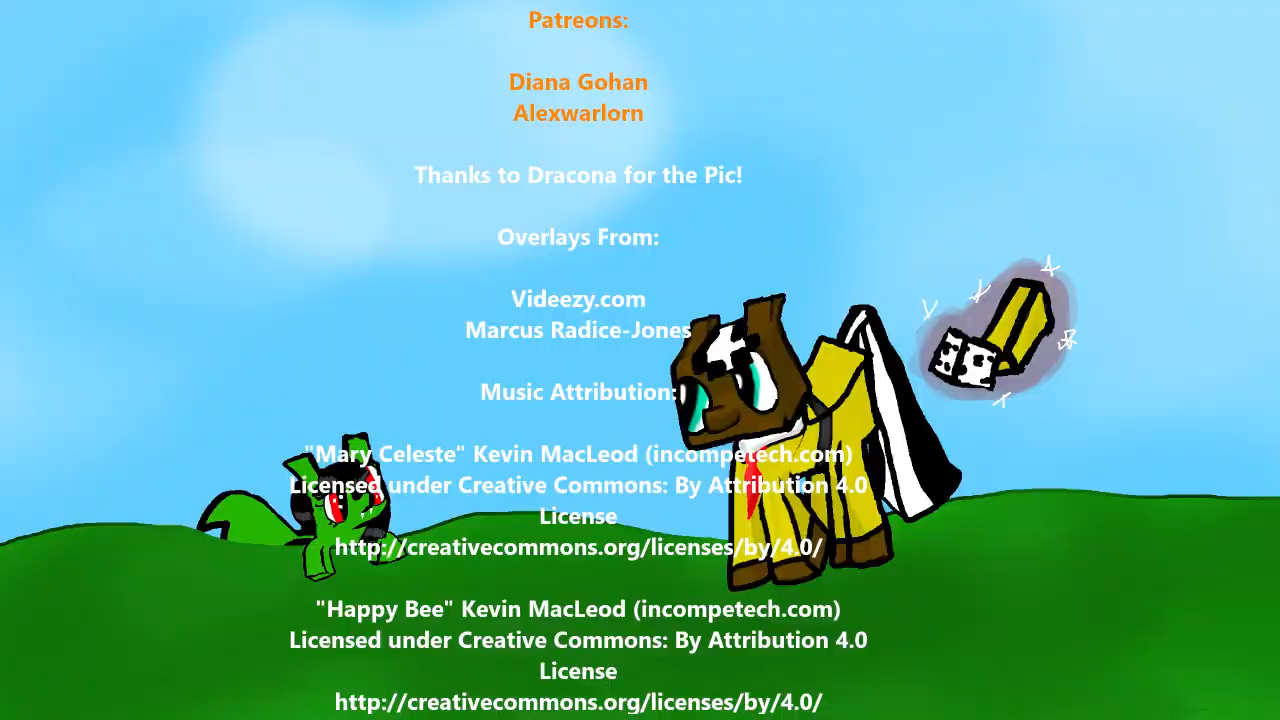 Patreons:
Diana Gohan
Alexwarlorn
Thanks to Dracona for the Pic!
Overlays From:
Videezy.com
Marcus Radice-Jones
Music Attribution:
"Mary Celeste" Kevin MacLeod (incompetech.com)
Licensed under Creative Commons: By Attribution 4.0
License
http://creativecommons.org/licenses/by/4.0/
"Happy Bee" Kevin MacLeod (incompetech.com)
Licensed under Creative Commons: By Attribution 4.0
License
http://creativecommons.org/licenses/by/4.0/